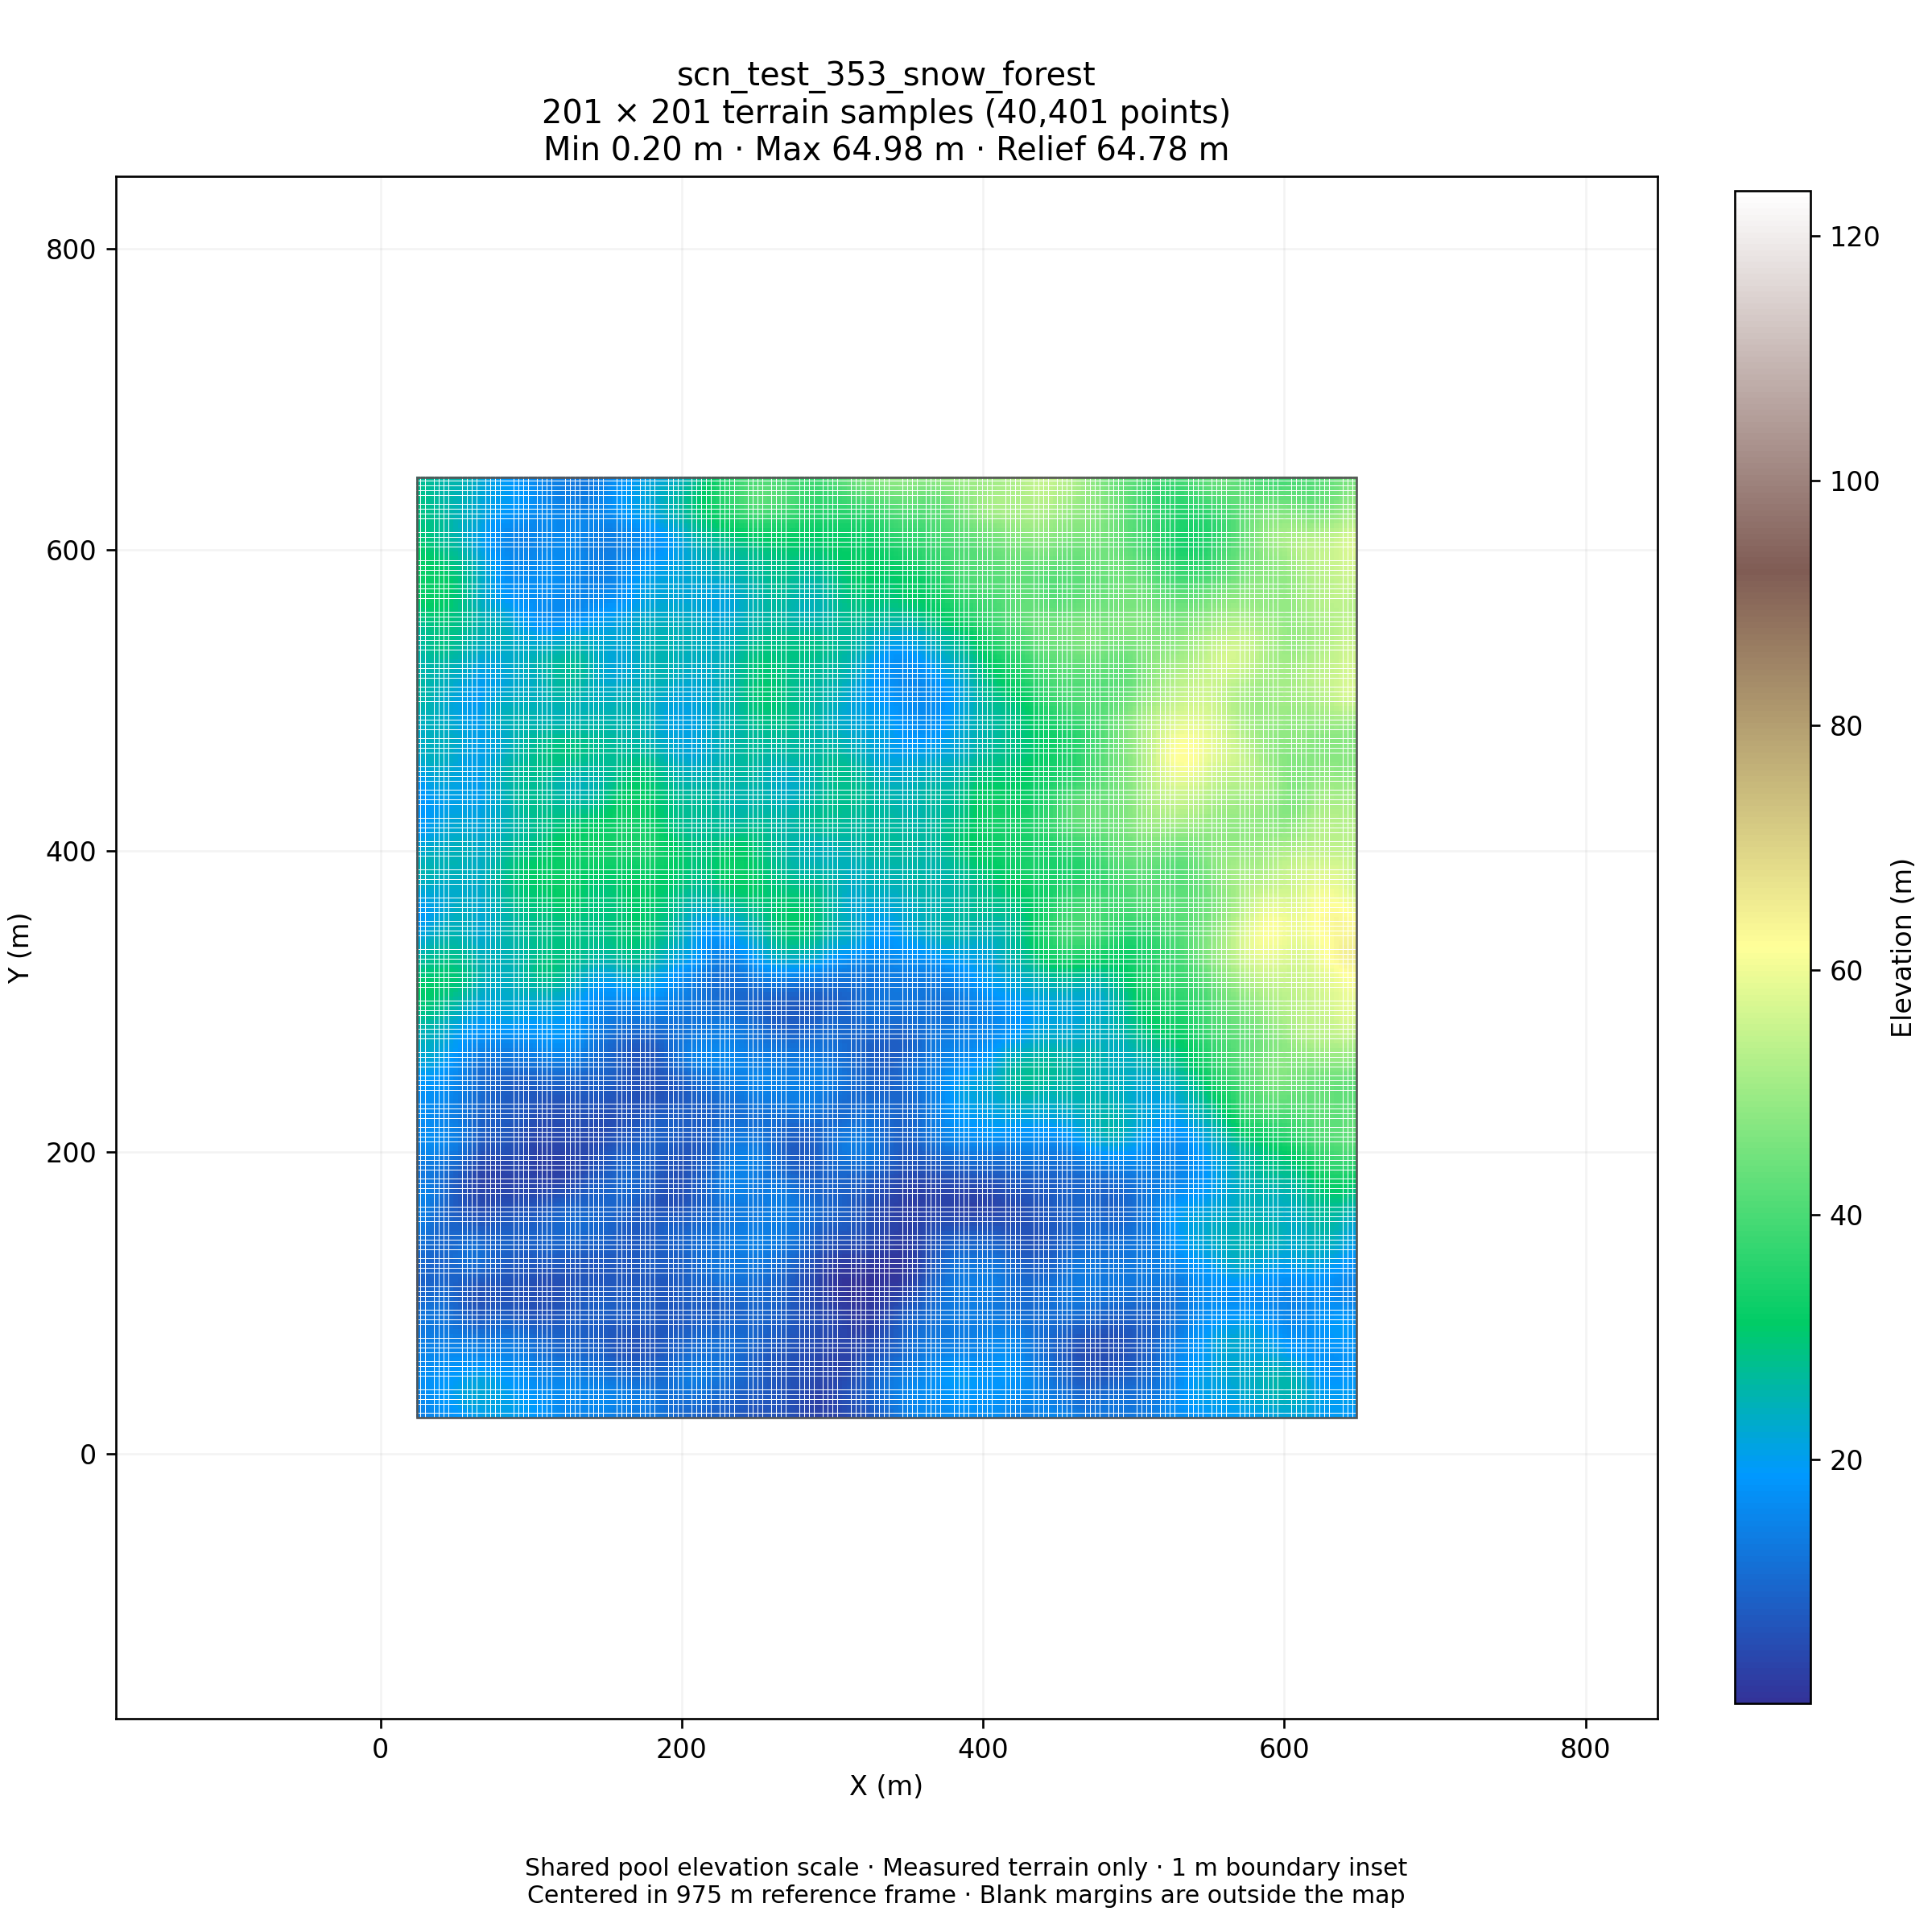 scn_test_353_snow_forest
201 × 201 terrain samples (40,401 points)
Min 0.20 m · Max 64.98 m · Relief 64.78 m
800
600
400
200
0
Y (m)
0
200
400
600
800
X (m)
120
100
80
60
40
20
Elevation (m)
Shared pool elevation scale · Measured terrain only · 1 m boundary inset
Centered in 975 m reference frame · Blank margins are outside the map